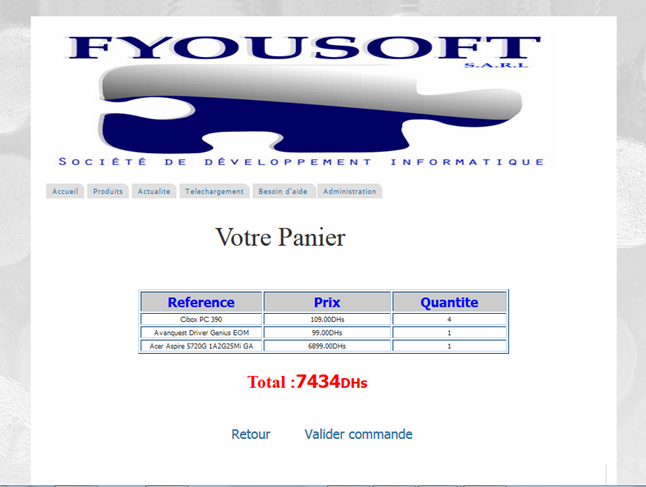 FYOUSOFT
S.A.R.L
Société de développement informatique
Accueil Produits Actualite Telechargement Besoin d'aide Administration
Votre Panier
Reference Prix Quantite
Cibox PC 390 109.00DHs 4
Avanquest Driver Genius EOM 99.00DHs 1
Acer Aspire 5720G 1A2G25Mi GA 6899.00DHs 1
Total :7434DHs
Retour Valider commande